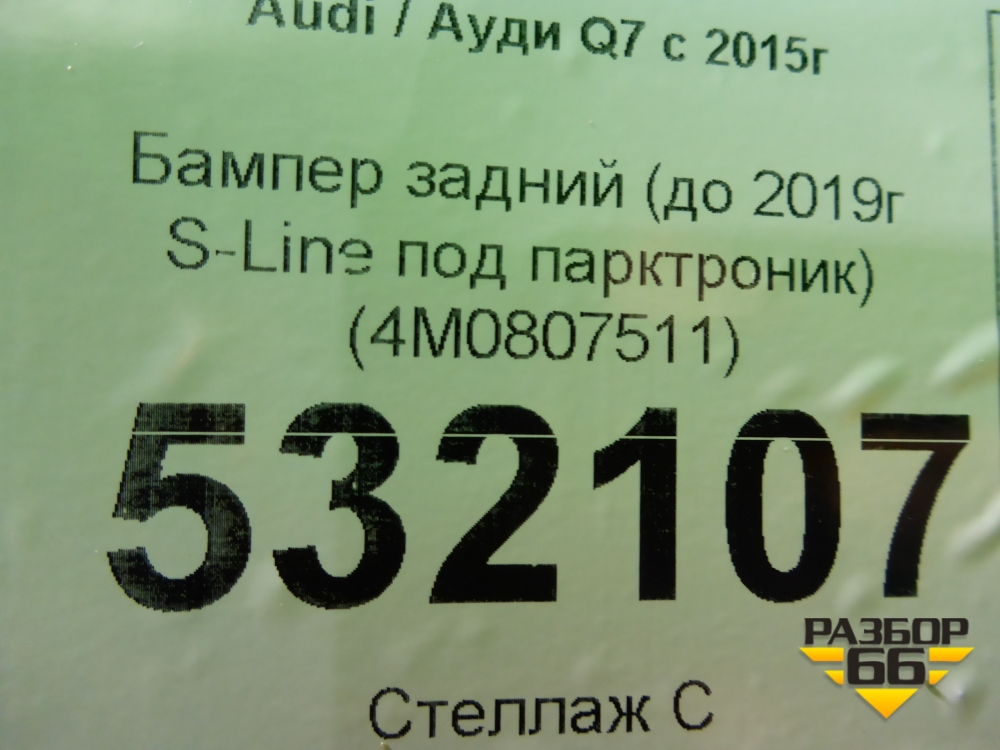 Audi / Ауди Q7 с 2015г
Бампер задний (до 2019г
S-Line под парктроник)
(4M0807511)
532107
Стеллаж С
РАЗБОР
66